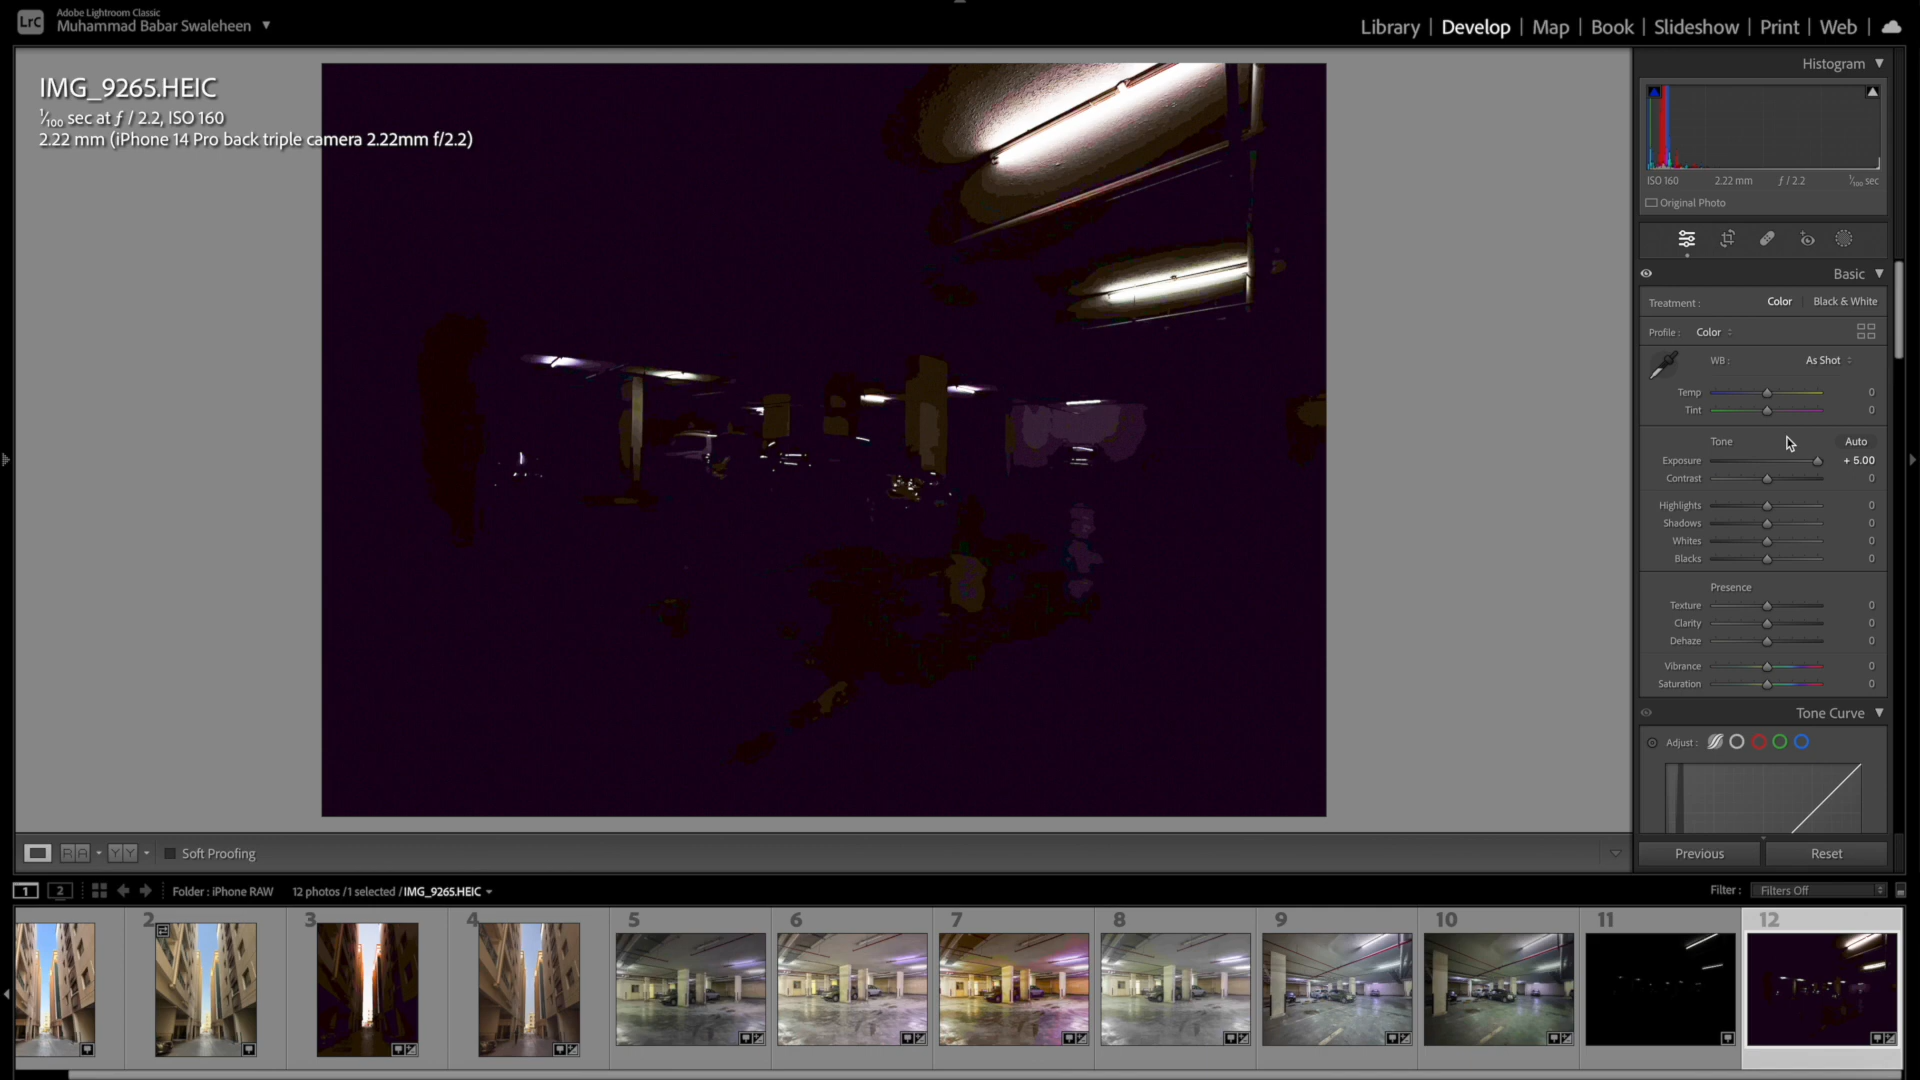 LrC
Adobe Lightroom Classic
Muhammad Babar Swaleheen
Library | Develop | Map | Book | Slideshow | Print | Web |
IMG_9265.HEIC
1/100 sec at ƒ / 2.2, ISO 160
2.22 mm (iPhone 14 Pro back triple camera 2.22mm f/2.2)
Histogram
ISO 160 2.22 mm ƒ / 2.2 1/100 sec
Original Photo
Basic
Treatment : Color Black & White
Profile : Color
WB : As Shot
Temp 0
Tint 0
Tone Auto
Exposure + 5.00
Contrast 0
Highlights 0
Shadows 0
Whites 0
Blacks 0
Presence
Texture 0
Clarity 0
Dehaze 0
Vibrance 0
Saturation 0
Tone Curve
Adjust :
RA YY Soft Proofing
Previous Reset
1 2 Folder : iPhone RAW 12 photos /1 selected /IMG_9265.HEIC
Filter : Filters Off
2 3 4 5 6 7 8 9 10 11 12